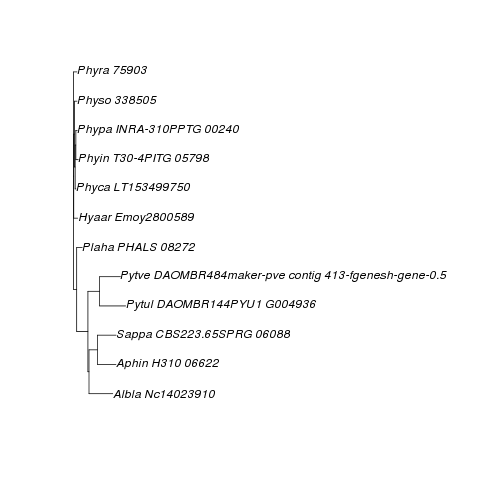 Phyra 75903
Physo 338505
Phypa INRA-310PPTG 00240
Phyin T30-4PITG 05798
Phyca LT153499750
Hyaar Emoy2800589
Plaha PHALS 08272
Pytve DAOMBR484maker-pve contig 413-fgenesh-gene-0.5
Pytul DAOMBR144PYU1 G004936
Sappa CBS223.65SPRG 06088
Aphin H310 06622
Albla Nc14023910